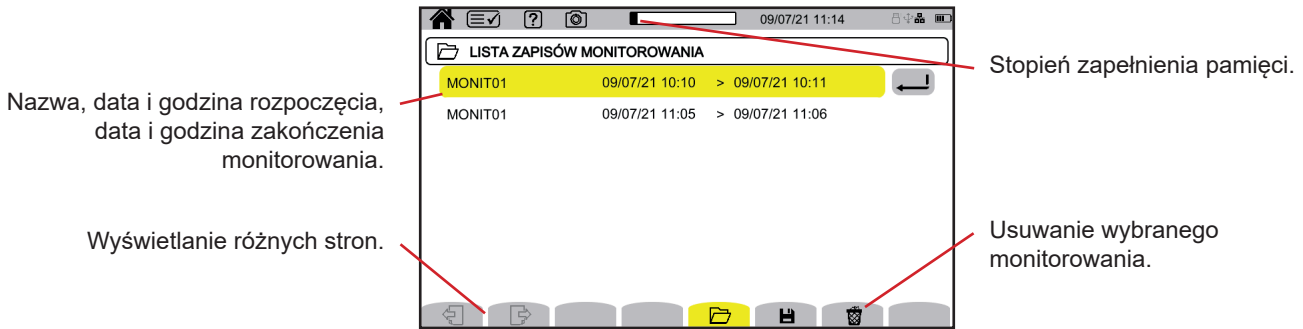 09/07/21 11:14
LISTA ZAPISÓW MONITOROWANIA
MONIT01 09/07/21 10:10 > 09/07/21 10:11
MONIT01 09/07/21 11:05 > 09/07/21 11:06
Nazwa, data i godzina rozpoczęcia,
data i godzina zakończenia
monitorowania.
Wyświetlanie różnych stron.
Stopień zapełnienia pamięci.
Usuwanie wybranego
monitorowania.